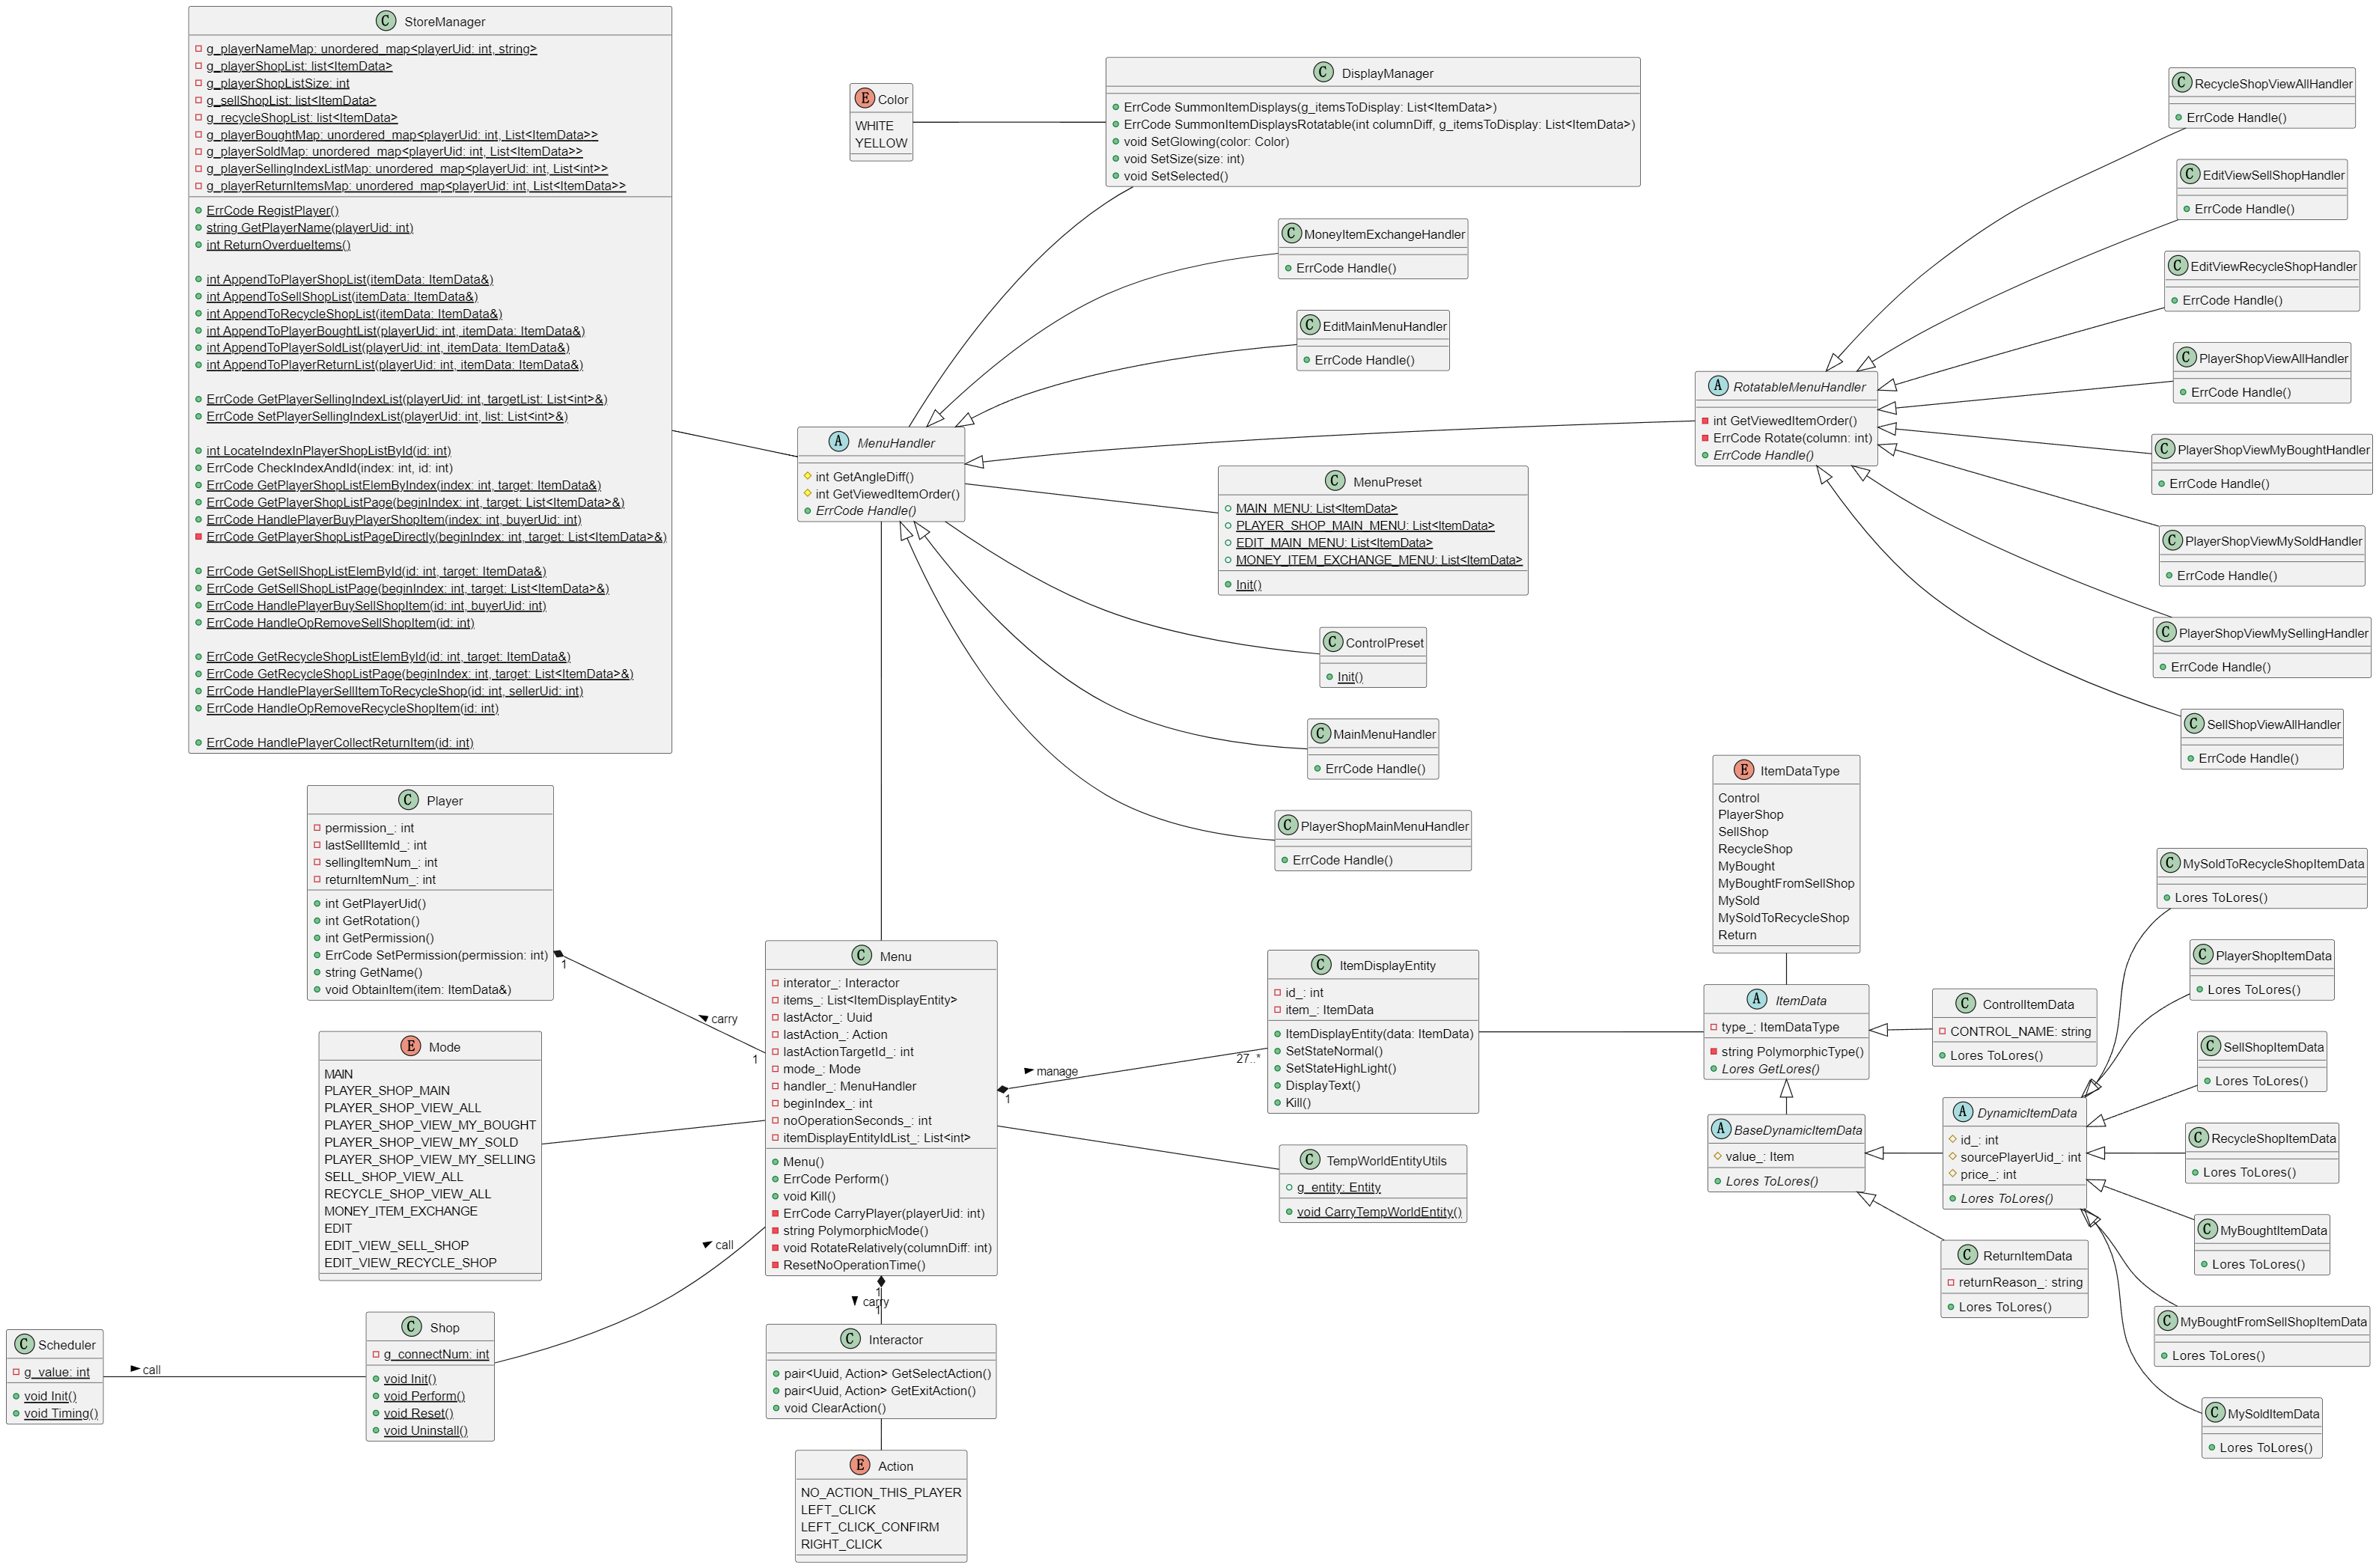 StoreManager
g_playerNameMap: unordered_map<playerUid: int, string>
g_playerShopList: list<ItemData>
g_playerShopListSize: int
g_sellShopList: list<ItemData>
g_recycleShopList: list<ItemData>
g_playerBoughtMap: unordered_map<playerUid: int, List<ItemData>>
g_playerSoldMap: unordered_map<playerUid: int, List<ItemData>>
g_playerSellingIndexListMap: unordered_map<playerUid: int, List<int>>
g_playerReturnItemsMap: unordered_map<playerUid: int, List<ItemData>>
ErrCode RegistPlayer()
string GetPlayerName(playerUid: int)
int ReturnOverdueItems()
int AppendToPlayerShopList(itemData: ItemData&)
int AppendToSellShopList(itemData: ItemData&)
int AppendToRecycleShopList(itemData: ItemData&)
int AppendToPlayerBoughtList(playerUid: int, itemData: ItemData&)
int AppendToPlayerSoldList(playerUid: int, itemData: ItemData&)
int AppendToPlayerReturnList(playerUid: int, itemData: ItemData&)
ErrCode GetPlayerSellingIndexList(playerUid: int, targetList: List<int>&)
ErrCode SetPlayerSellingIndexList(playerUid: int, list: List<int>&)
int LocateIndexInPlayerShopListById(id: int)
ErrCode CheckIndexAndId(index: int, id: int)
ErrCode GetPlayerShopListElemByIndex(index: int, target: ItemData&)
ErrCode GetPlayerShopListPage(beginIndex: int, target: List<ItemData>&)
ErrCode HandlePlayerBuyPlayerShopItem(index: int, buyerUid: int)
ErrCode GetPlayerShopListPageDirectly(beginIndex: int, target: List<ItemData>&)
ErrCode GetSellShopListElemById(id: int, target: ItemData&)
ErrCode GetSellShopListPage(beginIndex: int, target: List<ItemData>&)
ErrCode HandlePlayerBuySellShopItem(id: int, buyerUid: int)
ErrCode HandleOpRemoveSellShopItem(id: int)
ErrCode GetRecycleShopListElemById(id: int, target: ItemData&)
ErrCode GetRecycleShopListPage(beginIndex: int, target: List<ItemData>&)
ErrCode HandlePlayerSellItemToRecycleShop(id: int, sellerUid: int)
ErrCode HandleOpRemoveRecycleShopItem(id: int)
ErrCode HandlePlayerCollectReturnItem(id: int)
Color
WHITE
YELLOW
DisplayManager
ErrCode SummonItemDisplays(g_itemsToDisplay: List<ItemData>)
ErrCode SummonItemDisplaysRotatable(int columnDiff, g_itemsToDisplay: List<ItemData>)
void SetGlowing(color: Color)
void SetSize(size: int)
void SetSelected()
MoneyItemExchangeHandler
ErrCode Handle()
EditMainMenuHandler
ErrCode Handle()
MenuHandler
int GetAngleDiff()
int GetViewedItemOrder()
ErrCode Handle()
MenuPreset
MAIN_MENU: List<ItemData>
PLAYER_SHOP_MAIN_MENU: List<ItemData>
EDIT_MAIN_MENU: List<ItemData>
MONEY_ITEM_EXCHANGE_MENU: List<ItemData>
Init()
ControlPreset
Init()
MainMenuHandler
ErrCode Handle()
PlayerShopMainMenuHandler
ErrCode Handle()
RotatableMenuHandler
int GetViewedItemOrder()
ErrCode Rotate(column: int)
ErrCode Handle()
RecycleShopViewAllHandler
ErrCode Handle()
EditViewSellShopHandler
ErrCode Handle()
EditViewRecycleShopHandler
ErrCode Handle()
PlayerShopViewAllHandler
ErrCode Handle()
PlayerShopViewMyBoughtHandler
ErrCode Handle()
PlayerShopViewMySoldHandler
ErrCode Handle()
PlayerShopViewMySellingHandler
ErrCode Handle()
SellShopViewAllHandler
ErrCode Handle()
Player
permission_: int
lastSellItemId_: int
sellingItemNum_: int
returnItemNum_: int
int GetPlayerUid()
int GetRotation()
int GetPermission()
ErrCode SetPermission(permission: int)
string GetName()
void ObtainItem(item: ItemData&)
1
carry
1
Mode
MAIN
PLAYER_SHOP_MAIN
PLAYER_SHOP_VIEW_ALL
PLAYER_SHOP_VIEW_MY_BOUGHT
PLAYER_SHOP_VIEW_MY_SOLD
PLAYER_SHOP_VIEW_MY_SELLING
SELL_SHOP_VIEW_ALL
RECYCLE_SHOP_VIEW_ALL
MONEY_ITEM_EXCHANGE
EDIT
EDIT_VIEW_SELL_SHOP
EDIT_VIEW_RECYCLE_SHOP
Scheduler
g_value: int
void Init()
void Timing()
call
Shop
g_connectNum: int
void Init()
void Perform()
void Reset()
void Uninstall()
call
Menu
interator_: Interactor
items_: List<ItemDisplayEntity>
lastActor_: Uuid
lastAction_: Action
lastActionTargetId_: int
mode_: Mode
handler_: MenuHandler
beginIndex_: int
noOperationSeconds_: int
itemDisplayEntityIdList_: List<int>
Menu()
ErrCode Perform()
void Kill()
ErrCode CarryPlayer(playerUid: int)
string PolymorphicMode()
void RotateRelatively(columnDiff: int)
ResetNoOperationTime()
1
carry
1
Interactor
pair<Uuid, Action> GetSelectAction()
pair<Uuid, Action> GetExitAction()
void ClearAction()
Action
NO_ACTION_THIS_PLAYER
LEFT_CLICK
LEFT_CLICK_CONFIRM
RIGHT_CLICK
1
manage
27..*
ItemDisplayEntity
id_: int
item_: ItemData
ItemDisplayEntity(data: ItemData)
SetStateNormal()
SetStateHighLight()
DisplayText()
Kill()
TempWorldEntityUtils
g_entity: Entity
void CarryTempWorldEntity()
ItemDataType
Control
PlayerShop
SellShop
RecycleShop
MyBought
MyBoughtFromSellShop
MySold
MySoldToRecycleShop
Return
ItemData
type_: ItemDataType
string PolymorphicType()
Lores GetLores()
BaseDynamicItemData
value_: Item
Lores ToLores()
ControlItemData
CONTROL_NAME: string
Lores ToLores()
DynamicItemData
id_: int
sourcePlayerUid_: int
price_: int
Lores ToLores()
ReturnItemData
returnReason_: string
Lores ToLores()
MySoldToRecycleShopItemData
Lores ToLores()
PlayerShopItemData
Lores ToLores()
SellShopItemData
Lores ToLores()
RecycleShopItemData
Lores ToLores()
MyBoughtItemData
Lores ToLores()
MyBoughtFromSellShopItemData
Lores ToLores()
MySoldItemData
Lores ToLores()